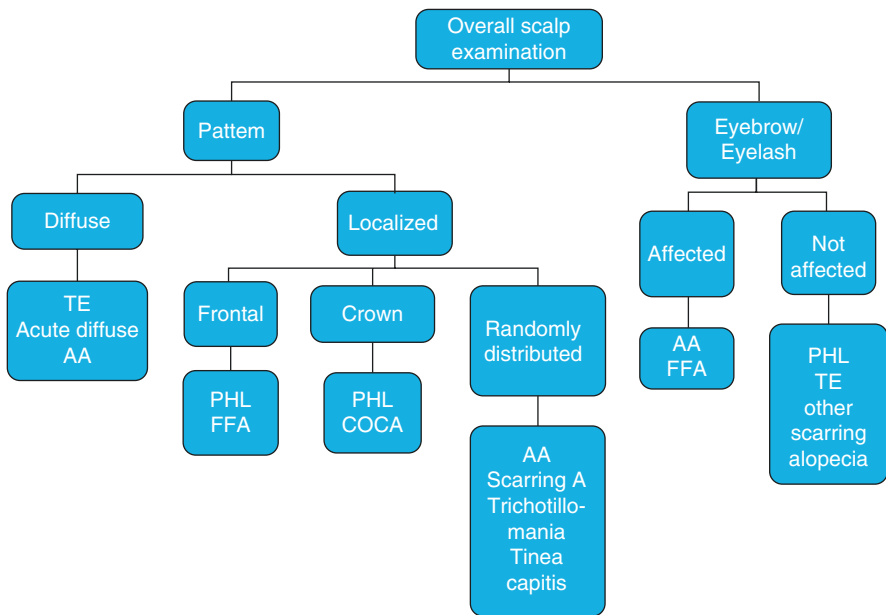 Overall scalp
examination
Pattem
Eyebrow/
Eyelash
Diffuse
Localized
Affected
Not
affected
TE
Acute diffuse
AA
Frontal
Crown
Randomly
distributed
AA
FFA
PHL
TE
other
scarring
alopecia
PHL
FFA
PHL
COCA
AA
Scarring A
Trichotillo-
mania
Tinea
capitis